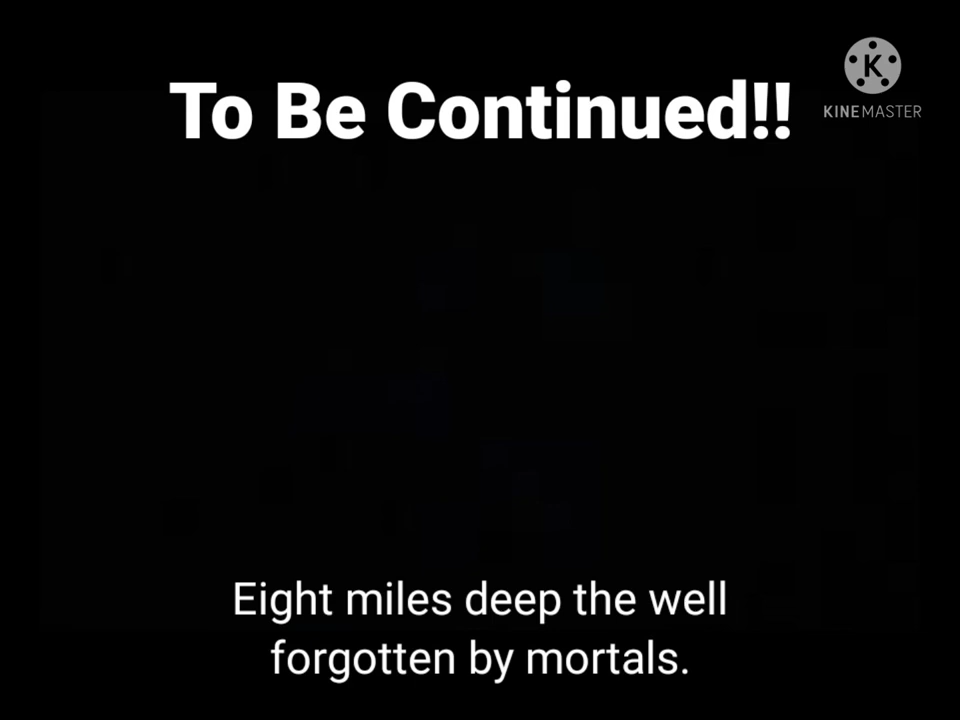 To Be Continued!!
K
KINEMASTER
Eight miles deep the well
forgotten by mortals.